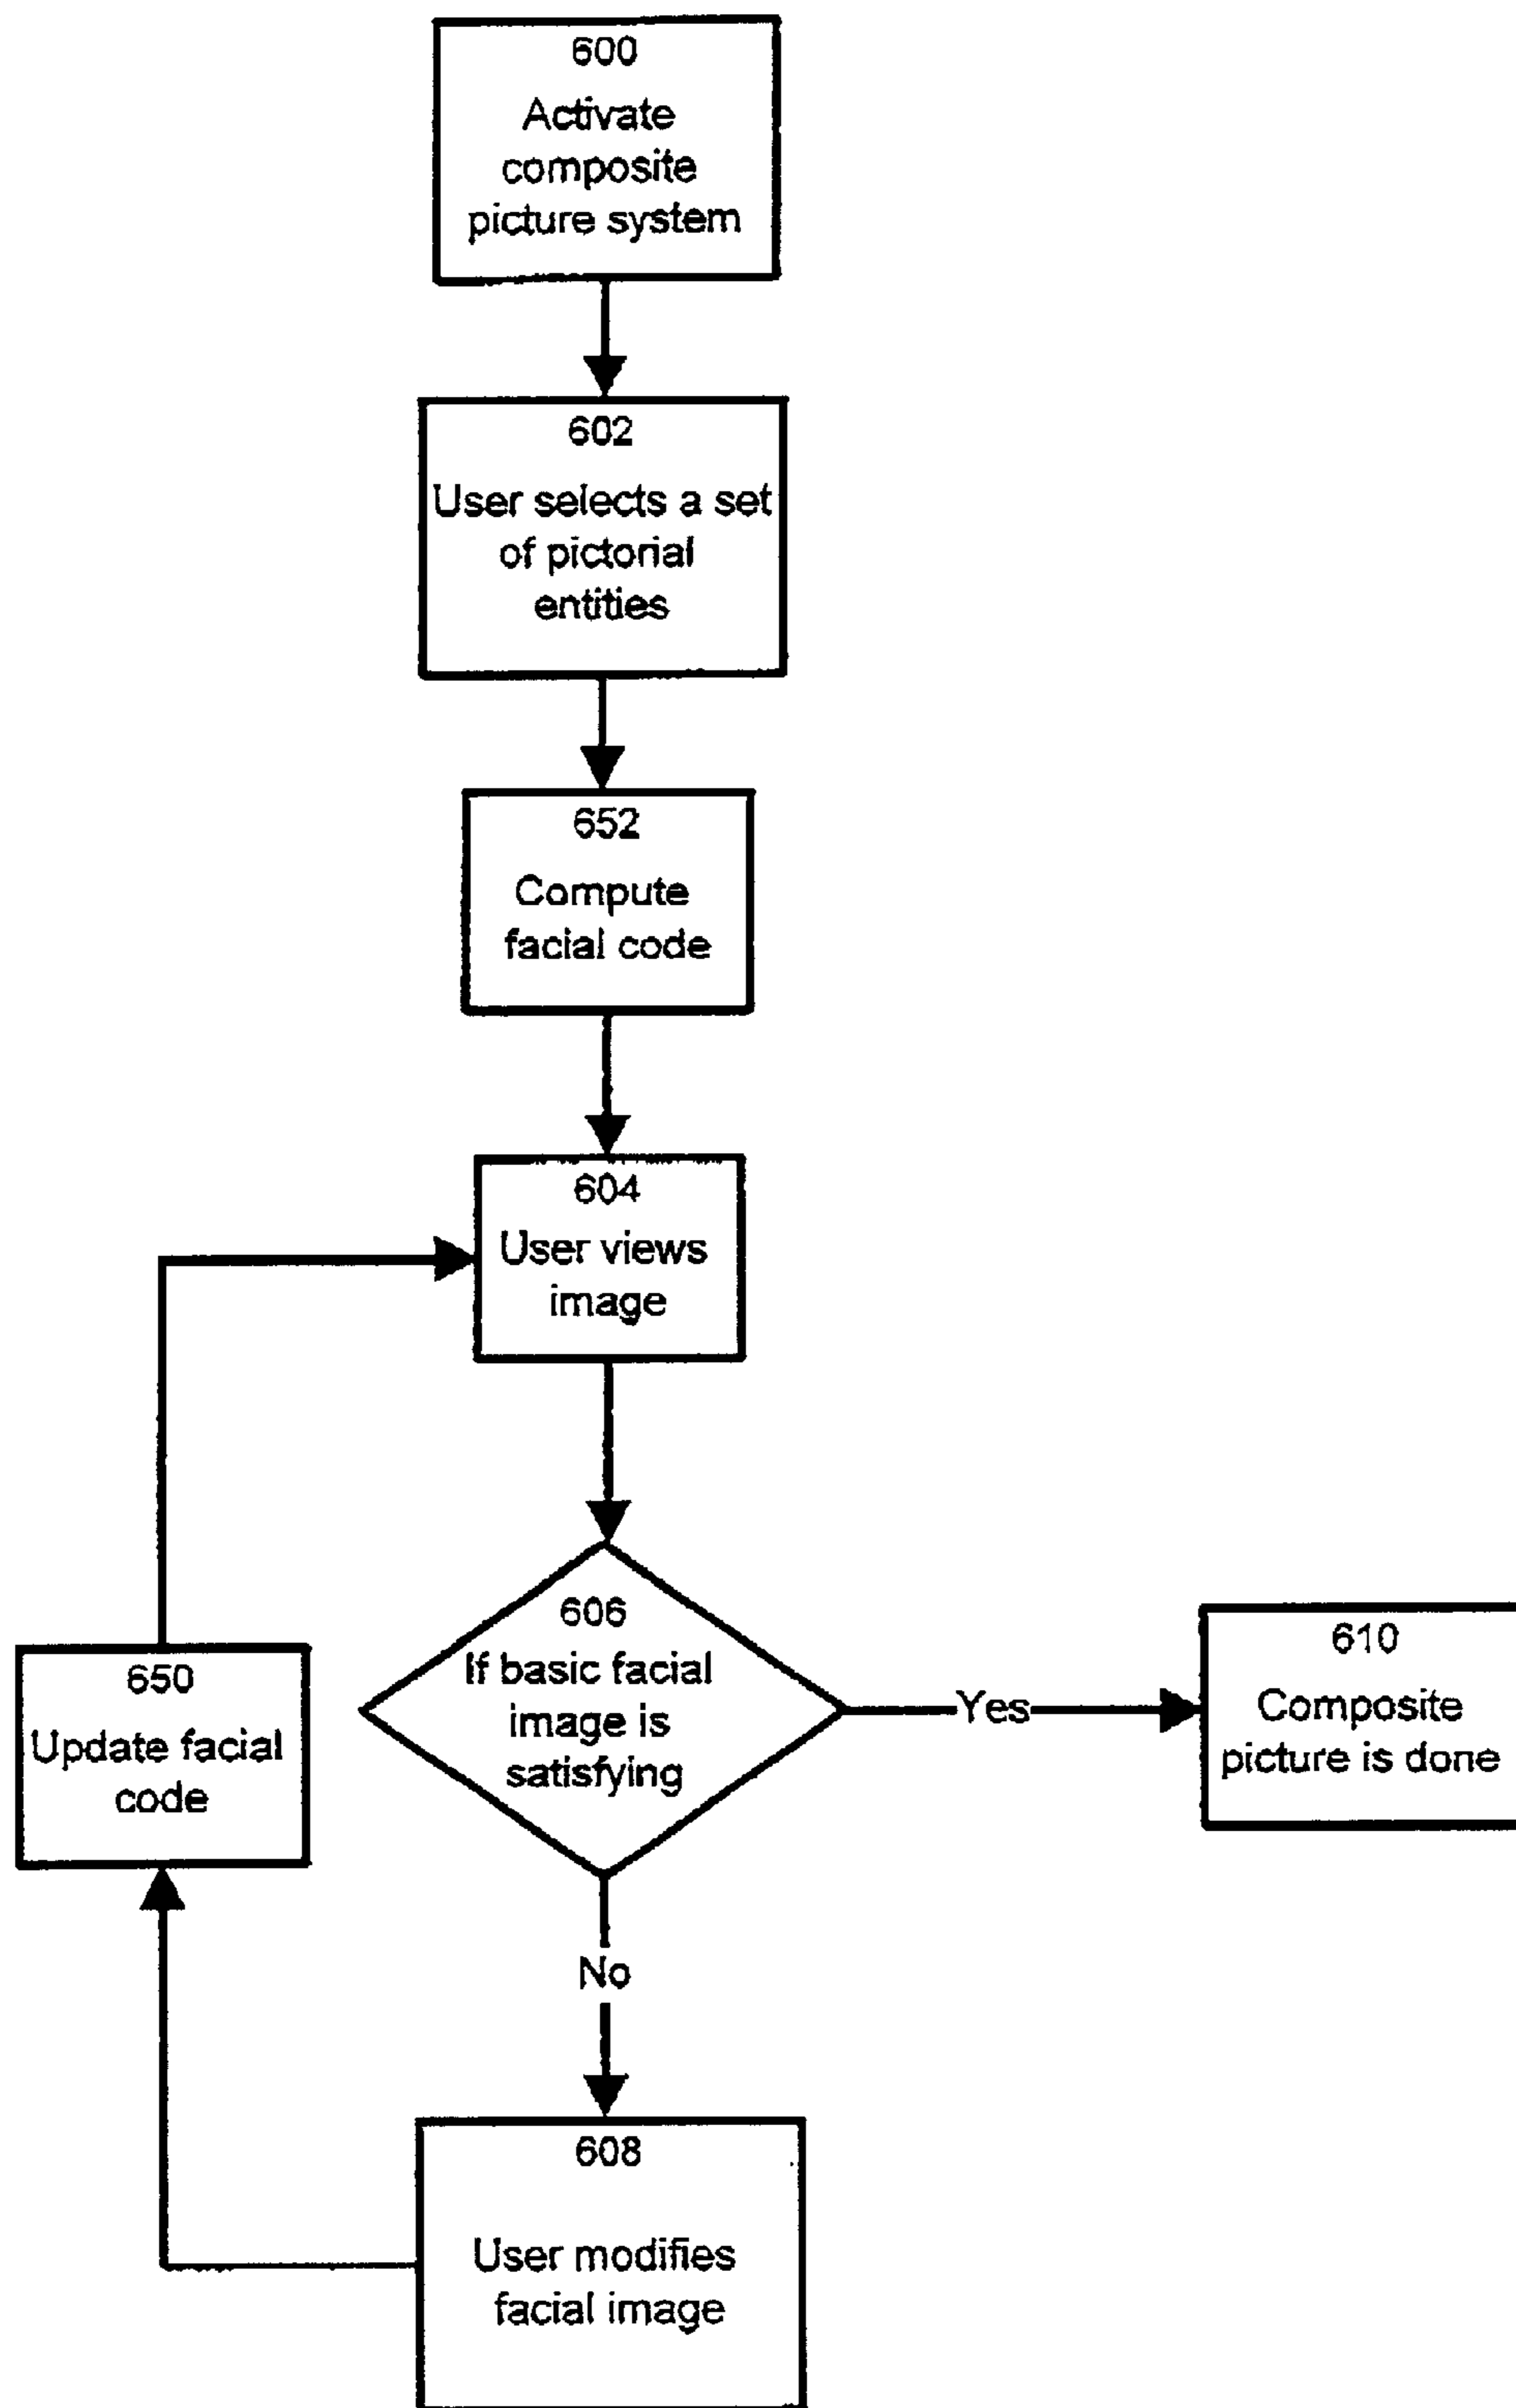 600
Activate
composite
picture system
602
User selects a set
of pictorial
entities
652
Compute
facial code
604
User views
image
606
If basic facial
image is
satisfying
Yes
610
Composite
picture is done
650
Update facial
code
No
608
User modifies
facial image